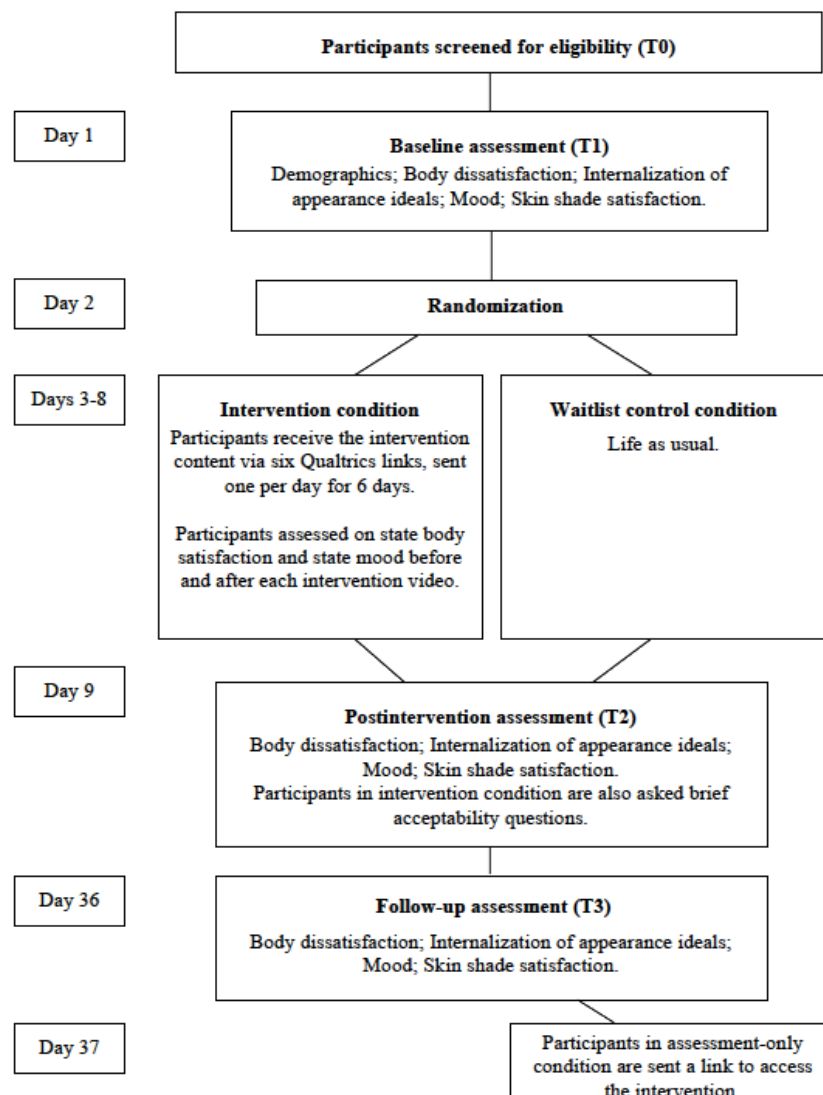 Participants screened for eligibility (T0)
Day 1
Baseline assessment (T1)
Demographics; Body dissatisfaction; Internalization of
appearance ideals; Mood; Skin shade satisfaction.
Day 2
Randomization
Days 3-8
Intervention condition
Participants receive the intervention
content via six Qualtrics links, sent
one per day for 6 days.
Participants assessed on state body
satisfaction and state mood before
and after each intervention video.
Waitlist control condition
Life as usual.
Day 9
Postintervention assessment (T2)
Body dissatisfaction; Internalization of appearance ideals;
Mood; Skin shade satisfaction.
Participants in intervention condition are also asked brief
acceptability questions.
Day 36
Follow-up assessment (T3)
Body dissatisfaction; Internalization of appearance ideals;
Mood; Skin shade satisfaction.
Day 37
Participants in assessment-only
condition are sent a link to access
the intervention